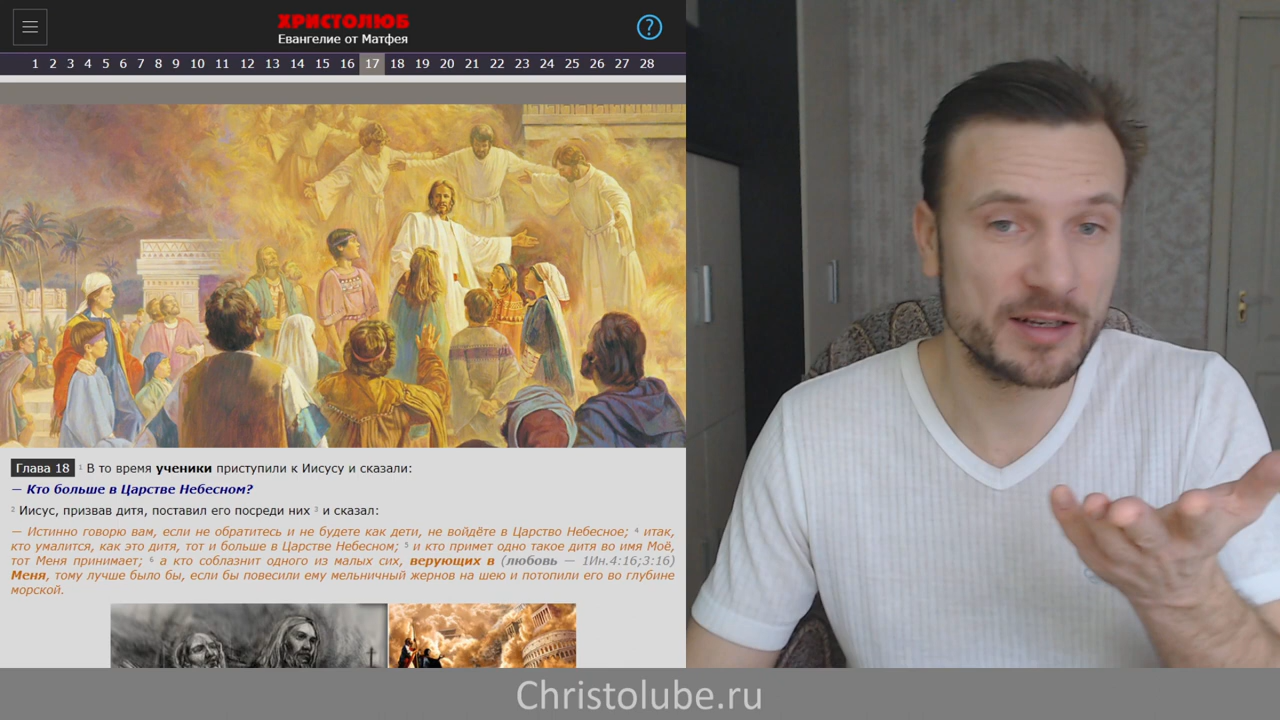 ХРИСТОЛЮБ
Евангелие от Матфея
?
1 2 3 4 5 6 7 8 9 10 11 12 13 14 15 16 17 18 19 20 21 22 23 24 25 26 27 28
Глава 18 1 В то время ученики приступили к Иисусу и сказали:
— Кто больше в Царстве Небесном?
2 Иисус, призвав дитя, поставил его посреди них 3 и сказал:
— Истинно говорю вам, если не обратитесь и не будете как дети, не войдёте в Царство Небесное; 4 итак,
кто умалится, как это дитя, тот и больше в Царстве Небесном; 5 и кто примет одно такое дитя во имя Моё,
тот Меня принимает; 6 а кто соблазнит одного из малых сих, верующих в (любовь — 1Ин.4:16;3:16)
Меня, тому лучше было бы, если бы повесили ему мельничный жернов на шею и потопили его во глубине
морской.
Christolube.ru